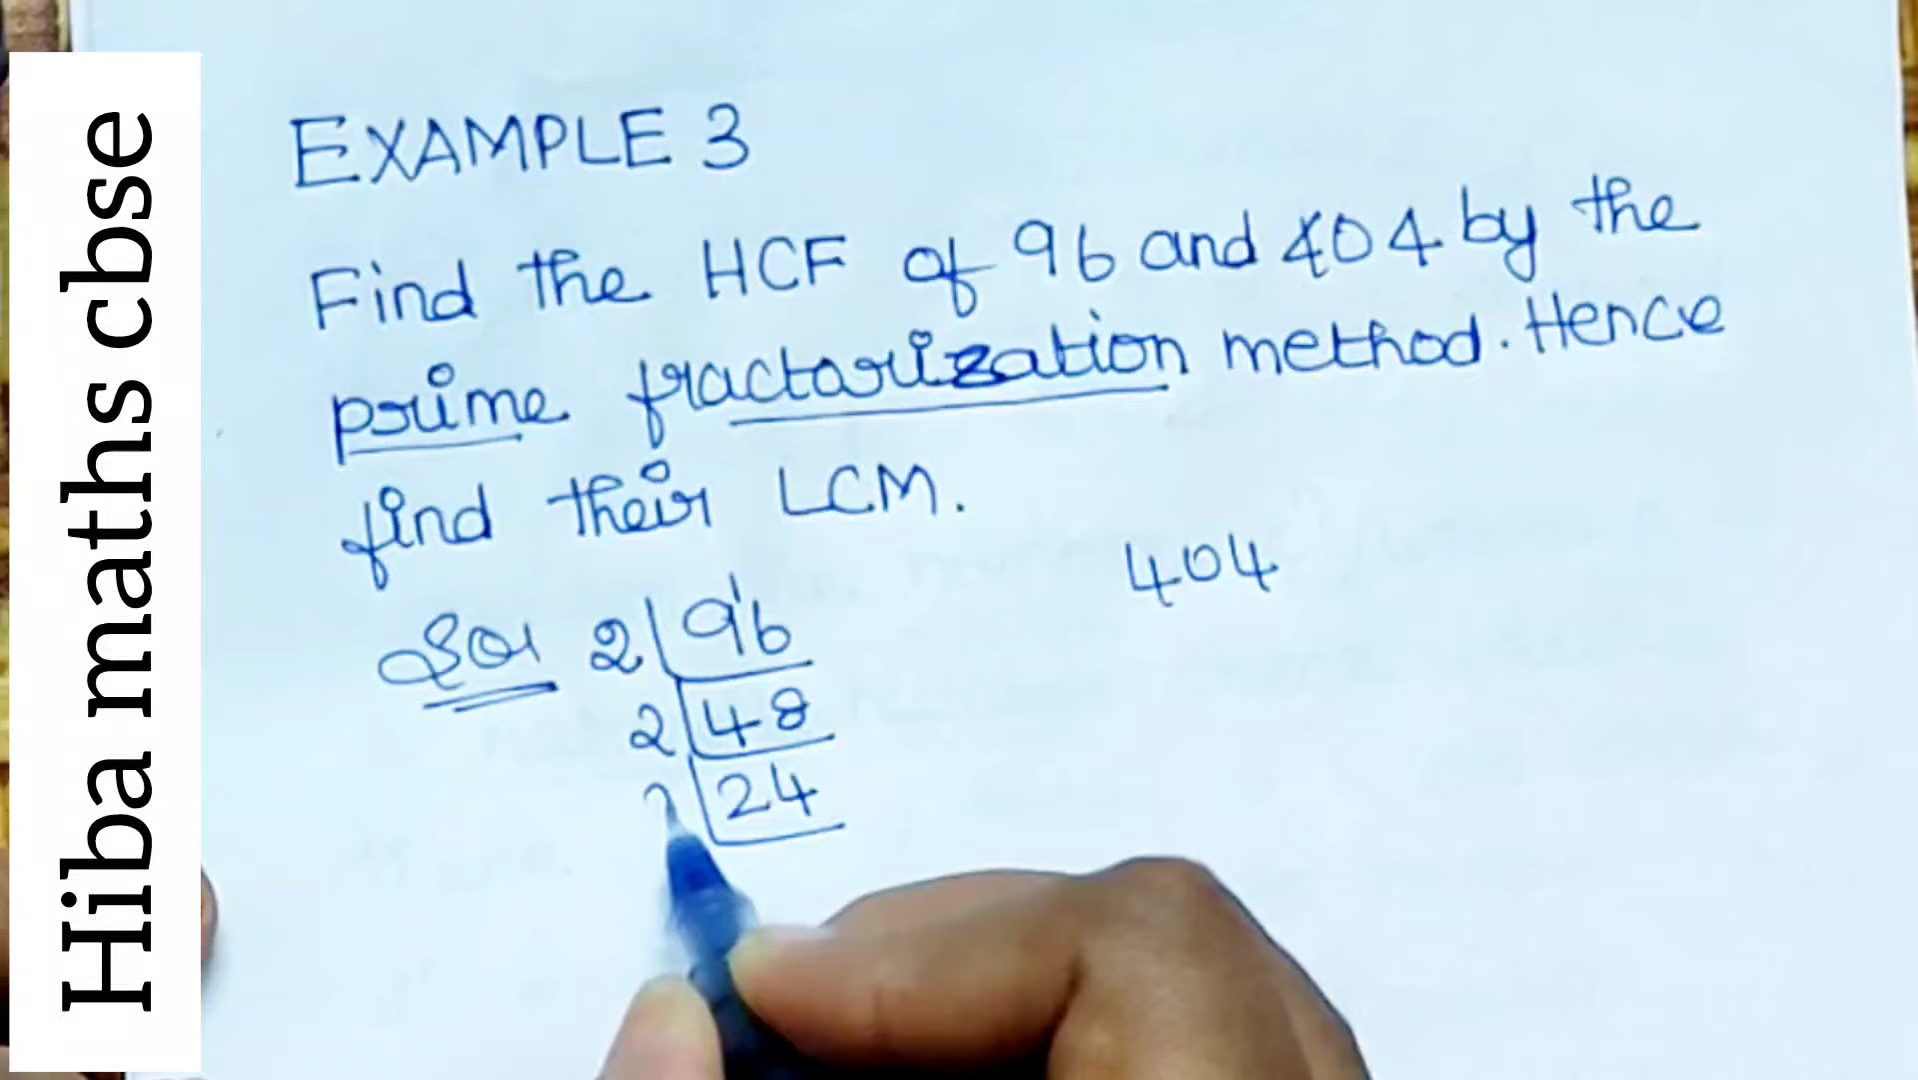 Hiba maths cbse
EXAMPLE 3
Find the HCF of 96 and 404 by the
prime fractorization method. Hence
find their LCM.
404
Sol 2 96
2 48
2 24